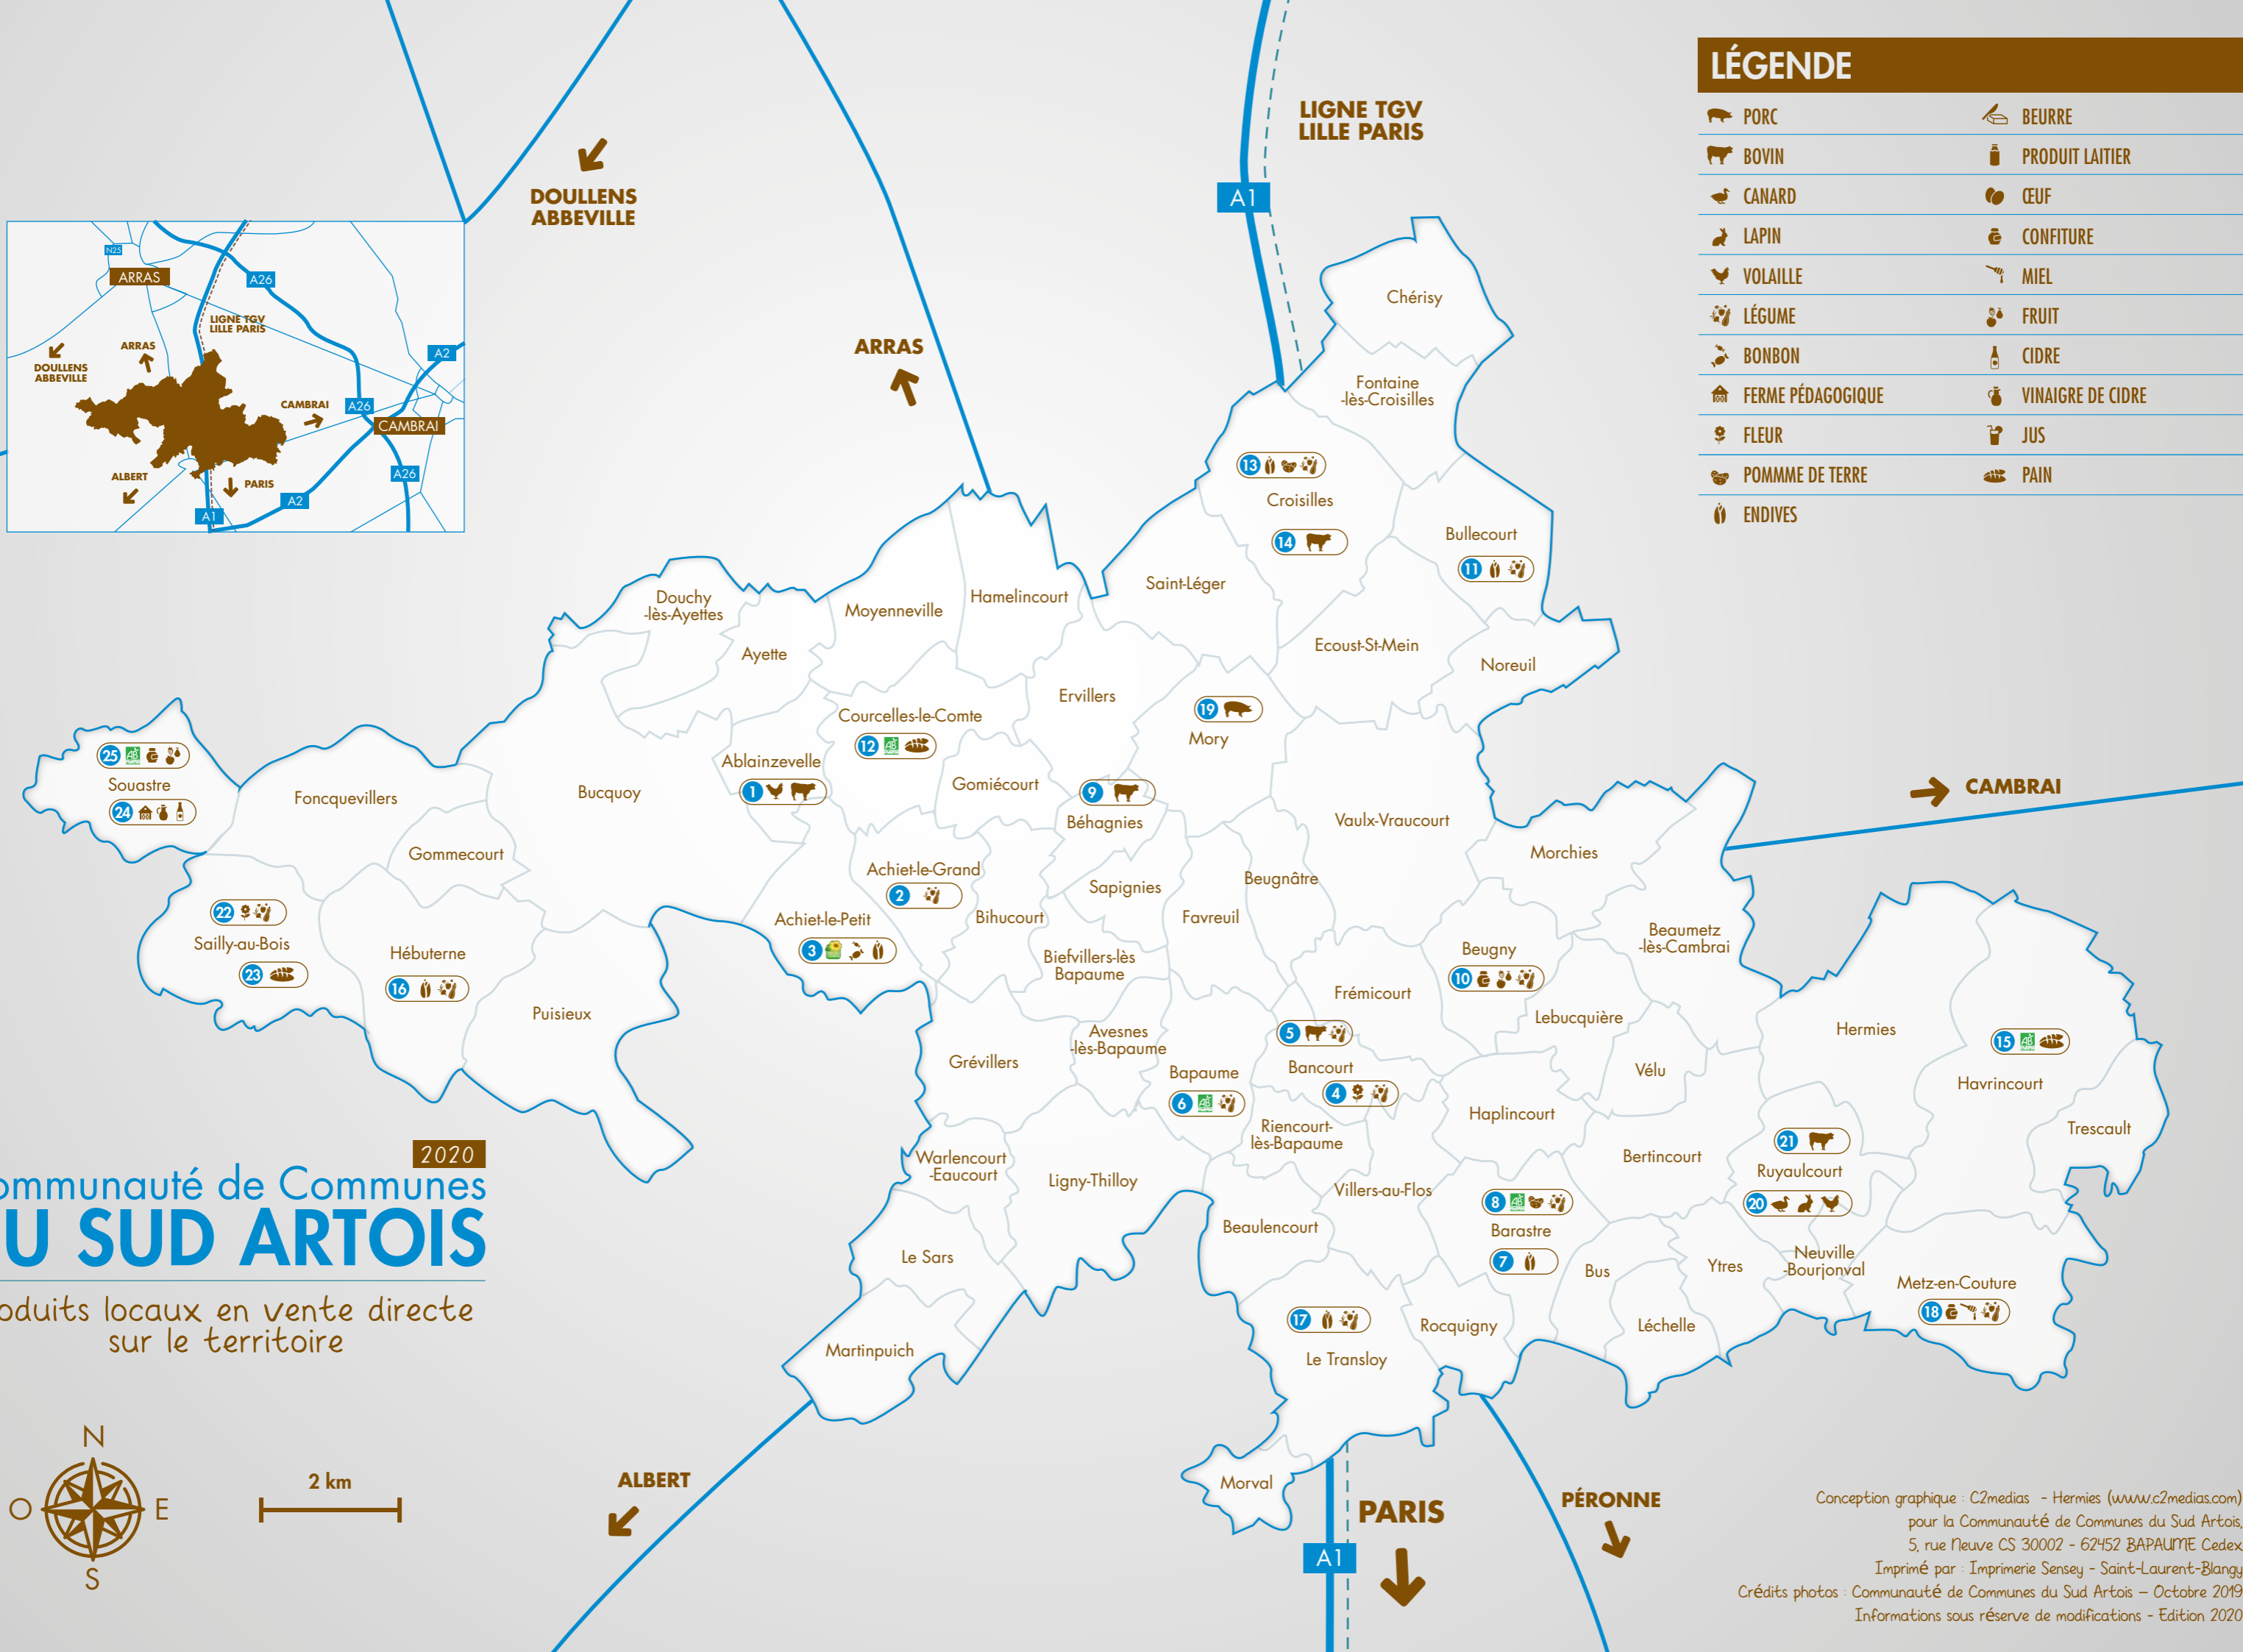 LIGNE TGV
LILLE PARIS
A1
DOULLENS
ABBEVILLE
ARRAS
LÉGENDE
PORC
BEURRE
BOVIN
PRODUIT LAITIER
CANARD
ŒUF
LAPIN
CONFITURE
VOLAILLE
MIEL
LÉGUME
FRUIT
BONBON
CIDRE
FERME PÉDAGOGIQUE
VINAIGRE DE CIDRE
FLEUR
JUS
POMMME DE TERRE
PAIN
ENDIVES
N25
ARRAS
A26
LIGNE TGV
LILLE PARIS
ARRAS
DOULLENS
ABBEVILLE
A2
CAMBRAI
A26
CAMBRAI
A26
ALBERT
PARIS
A2
A1
Chérisy
Fontaine
-lès-Croisilles
13
Croisilles
14
Bullecourt
11
Saint-Léger
Hamelincourt
Moyenneville
Douchy
-lès-Ayettes
Ayette
Ecoust-St-Mein
Noreuil
Ervillers
19
Mory
Courcelles-le-Comte
12 AB
Ablainzevelle
1
Gomiécourt
9
Béhagnies
25 AB
Souastre
24
Foncquevillers
Bucquoy
Gommecourt
Vaulx-Vraucourt
Morchies
CAMBRAI
Achiet-le-Grand
2
Sapignies
Beugnâtre
Achiet-le-Petit
3
Bihucourt
Favreuil
22
Sailly-au-Bois
23
Hébuterne
16
Puisieux
Biefvillers-lès
Bapaume
Beugny
10
Beaumetz
-lès-Cambrai
Frémicourt
Lebucquière
Hermies
15 AB
Havrincourt
Trescault
Grévillers
Avesnes
-lès-Bapaume
5
Bancourt
4
Bapaume
6 AB
Vélu
Haplincourt
Riencourt-
lès-Bapaume
Bertincourt
21
Ruyaulcourt
20
Warlencourt
-Eaucourt
Ligny-Thilloy
Villers-au-Flos
8 AB
Barastre
7
Beaulencourt
Le Sars
Bus
Ytres
Neuville
-Bourjonval
Metz-en-Couture
18
17
Le Transloy
Rocquigny
Léchelle
Martinpuich
Morval
2020
ommunauté de Communes
U SUD ARTOIS
oduits locaux en vente directe
sur le territoire
N
O
E
S
2 km
ALBERT
PARIS
A1
PÉRONNE
Conception graphique : C2medias - Hermies (www.c2medias.com)
pour la Communauté de Communes du Sud Artois,
5, rue Neuve CS 30002 - 62452 BAPAUME Cedex
Imprimé par : Imprimerie Sensey - Saint-Laurent-Blangy
Crédits photos : Communauté de Communes du Sud Artois – Octobre 2019
Informations sous réserve de modifications - Edition 2020